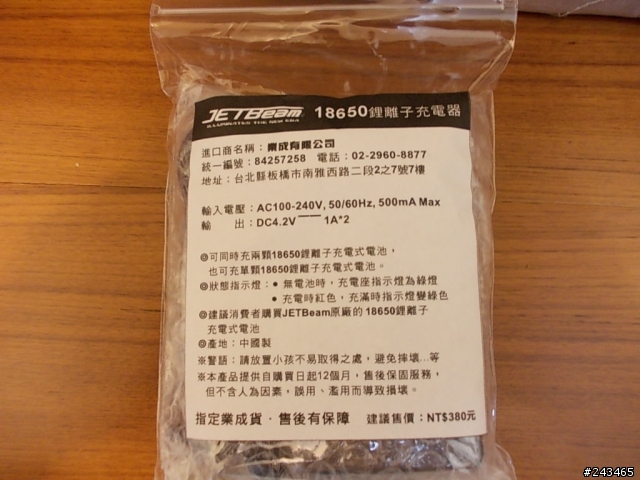 JETBeam 18650鋰離子充電器
ILLUMINATES THE NEW ERA
進口商名稱：業成有限公司
統一編號：84257258 電話：02-2960-8877
地址：台北縣板橋市南雅西路二段2之7號7樓
輸入電壓：AC100-240V, 50/60Hz, 500mA Max
輸 出：DC4.2V 1A*2
◎可同時充兩顆18650鋰離子充電式電池，
也可充單顆18650鋰離子充電式電池。
◎狀態指示燈：● 無電池時，充電座指示燈為綠燈
● 充電時紅色，充滿時指示燈變綠色
◎建議消費者購買JETBeam原廠的18650鋰離子
充電式電池
◎產地：中國製
※警語：請放置小孩不易取得之處，避免摔壞...等
※本產品提供自購買日起12個月，售後保固服務，
但不含人為因素，誤用、濫用而導致損壞。
指定業成貨．售後有保障 建議售價：NT$380元
#243465